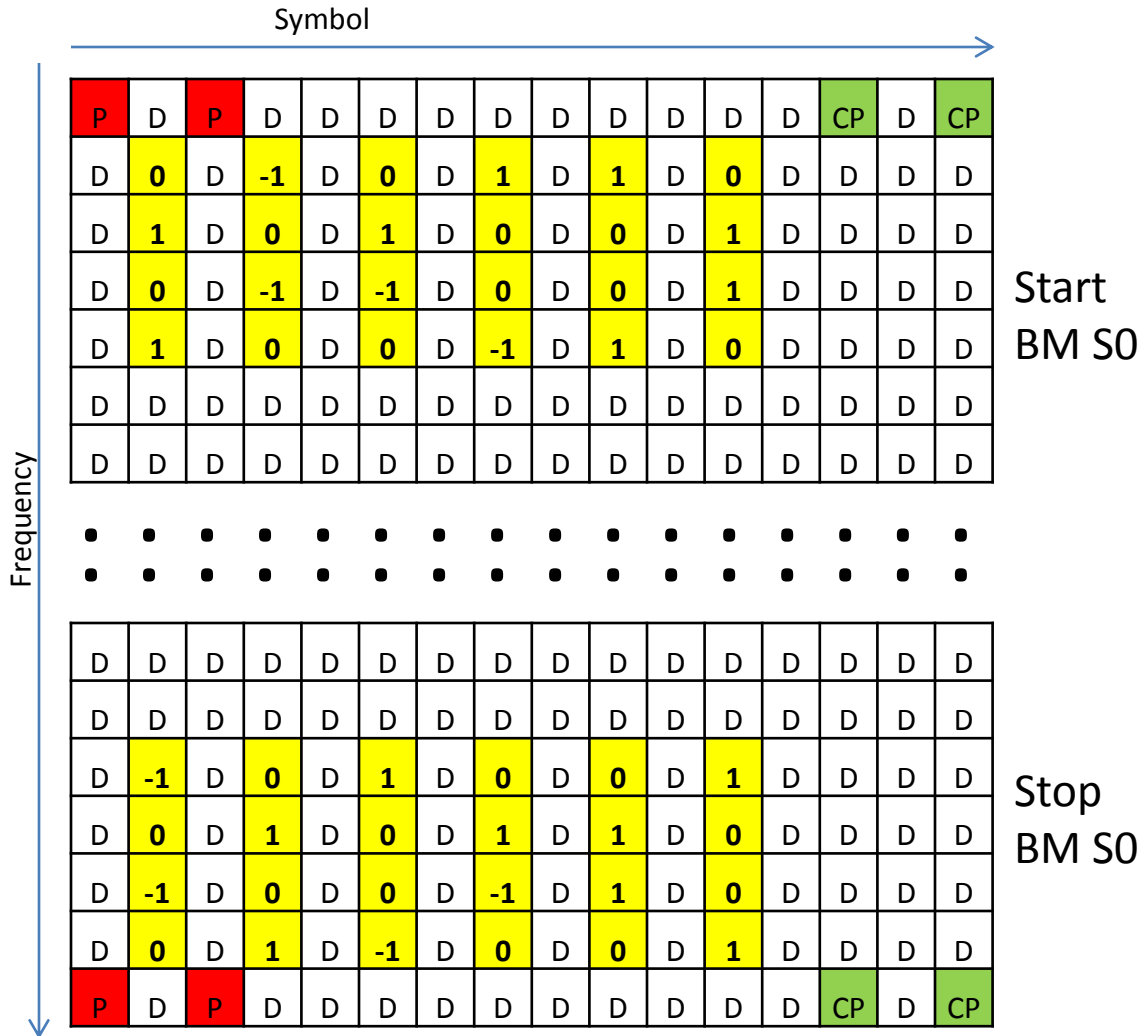 Symbol
Frequency
P D P D D D D D D D D D D CP D CP
D 0 D -1 D 0 D 1 D 1 D 0 D D D D
D 1 D 0 D 1 D 0 D 0 D 1 D D D D
D 0 D -1 D -1 D 0 D 0 D 1 D D D D
D 1 D 0 D 0 D -1 D 1 D 0 D D D D
D D D D D D D D D D D D D D D D
D D D D D D D D D D D D D D D D
Start
BM S0
D D D D D D D D D D D D D D D D
D D D D D D D D D D D D D D D D
D -1 D 0 D 1 D 0 D 0 D 1 D D D D
D 0 D 1 D 0 D 1 D 1 D 0 D D D D
D -1 D 0 D 0 D -1 D 1 D 0 D D D D
D 0 D 1 D -1 D 0 D 0 D 1 D D D D
P D P D D D D D D D D D D CP D CP
Stop
BM S0